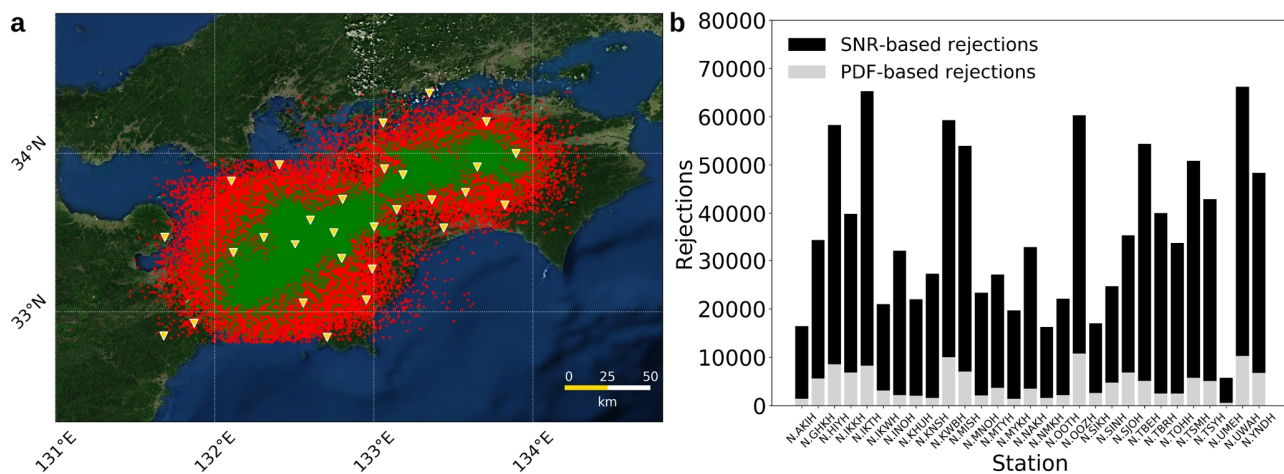 a
34°N
33°N
131°E
132°E
133°E
134°E
0 25 50
km
b
Rejections
80000
70000
60000
50000
40000
30000
20000
10000
0
SNR-based rejections
PDF-based rejections
N.AKIH
N.GHKH
N.HIYH
N.IKKH
N.IKTH
N.IKWH
N.INOH
N.KHUH
N.KNSH
N.KWBH
N.MISH
N.MNOH
N.MTYH
N.MYKH
N.NAKH
N.NMKH
N.OOTH
N.OOZH
N.SIKH
N.SINH
N.SJOH
N.TBEH
N.TBRH
N.TOHH
N.TSMH
N.TSYH
N.UMEH
N.UWAH
N.YNDH
Station